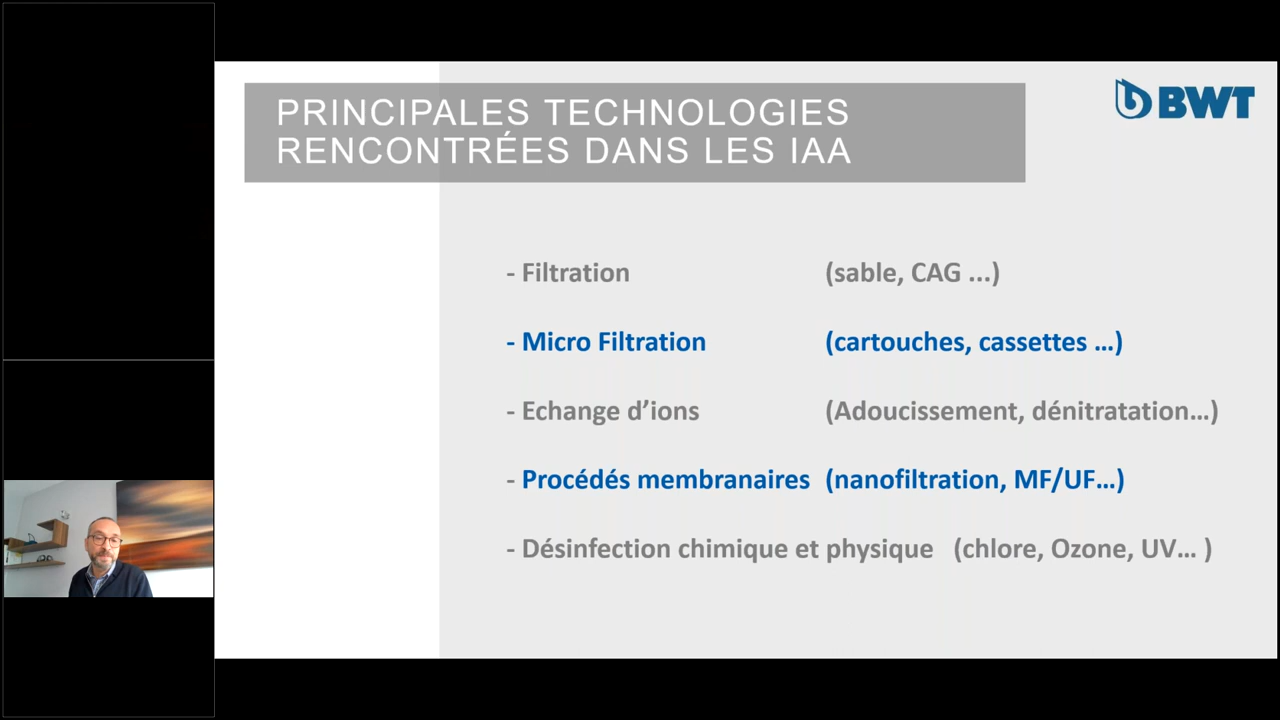 PRINCIPALES TECHNOLOGIES
RENCONTRÉES DANS LES IAA
BWT
- Filtration (sable, CAG ...)
- Micro Filtration (cartouches, cassettes ...)
- Echange d’ions (Adoucissement, dénitratation...)
- Procédés membranaires (nanofiltration, MF/UF...)
- Désinfection chimique et physique (chlore, Ozone, UV... )